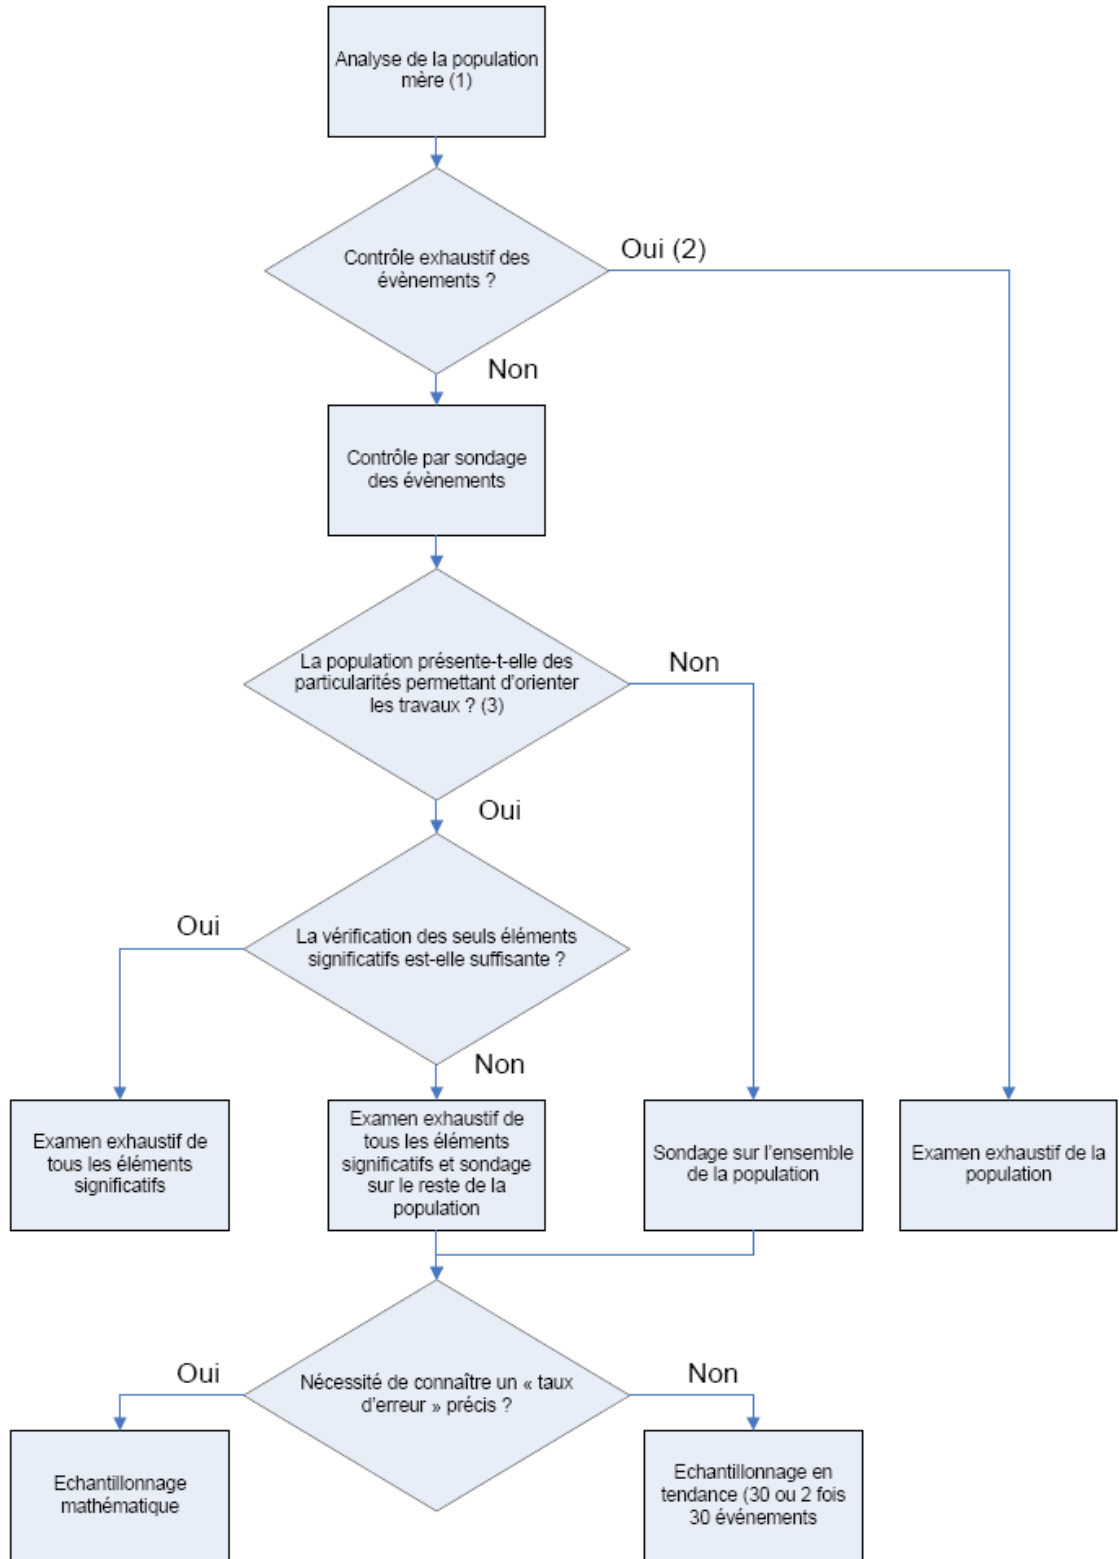 Analyse de la population
mère (1)
Contrôle exhaustif des
évènements ?
Oui (2)
Non
Contrôle par sondage
des évènements
La population présente-t-elle des
particularités permettant d'orienter
les travaux ? (3)
Non
Oui
La vérification des seuls éléments
significatifs est-elle suffisante ?
Oui
Non
Examen exhaustif de
tous les éléments
significatifs
Examen exhaustif de
tous les éléments
significatifs et sondage
sur le reste de la
population
Sondage sur l'ensemble
de la population
Examen exhaustif de la
population
Nécessité de connaître un « taux
d'erreur » précis ?
Oui
Non
Echantillonnage
mathématique
Echantillonnage en
tendance (30 ou 2 fois
30 événements